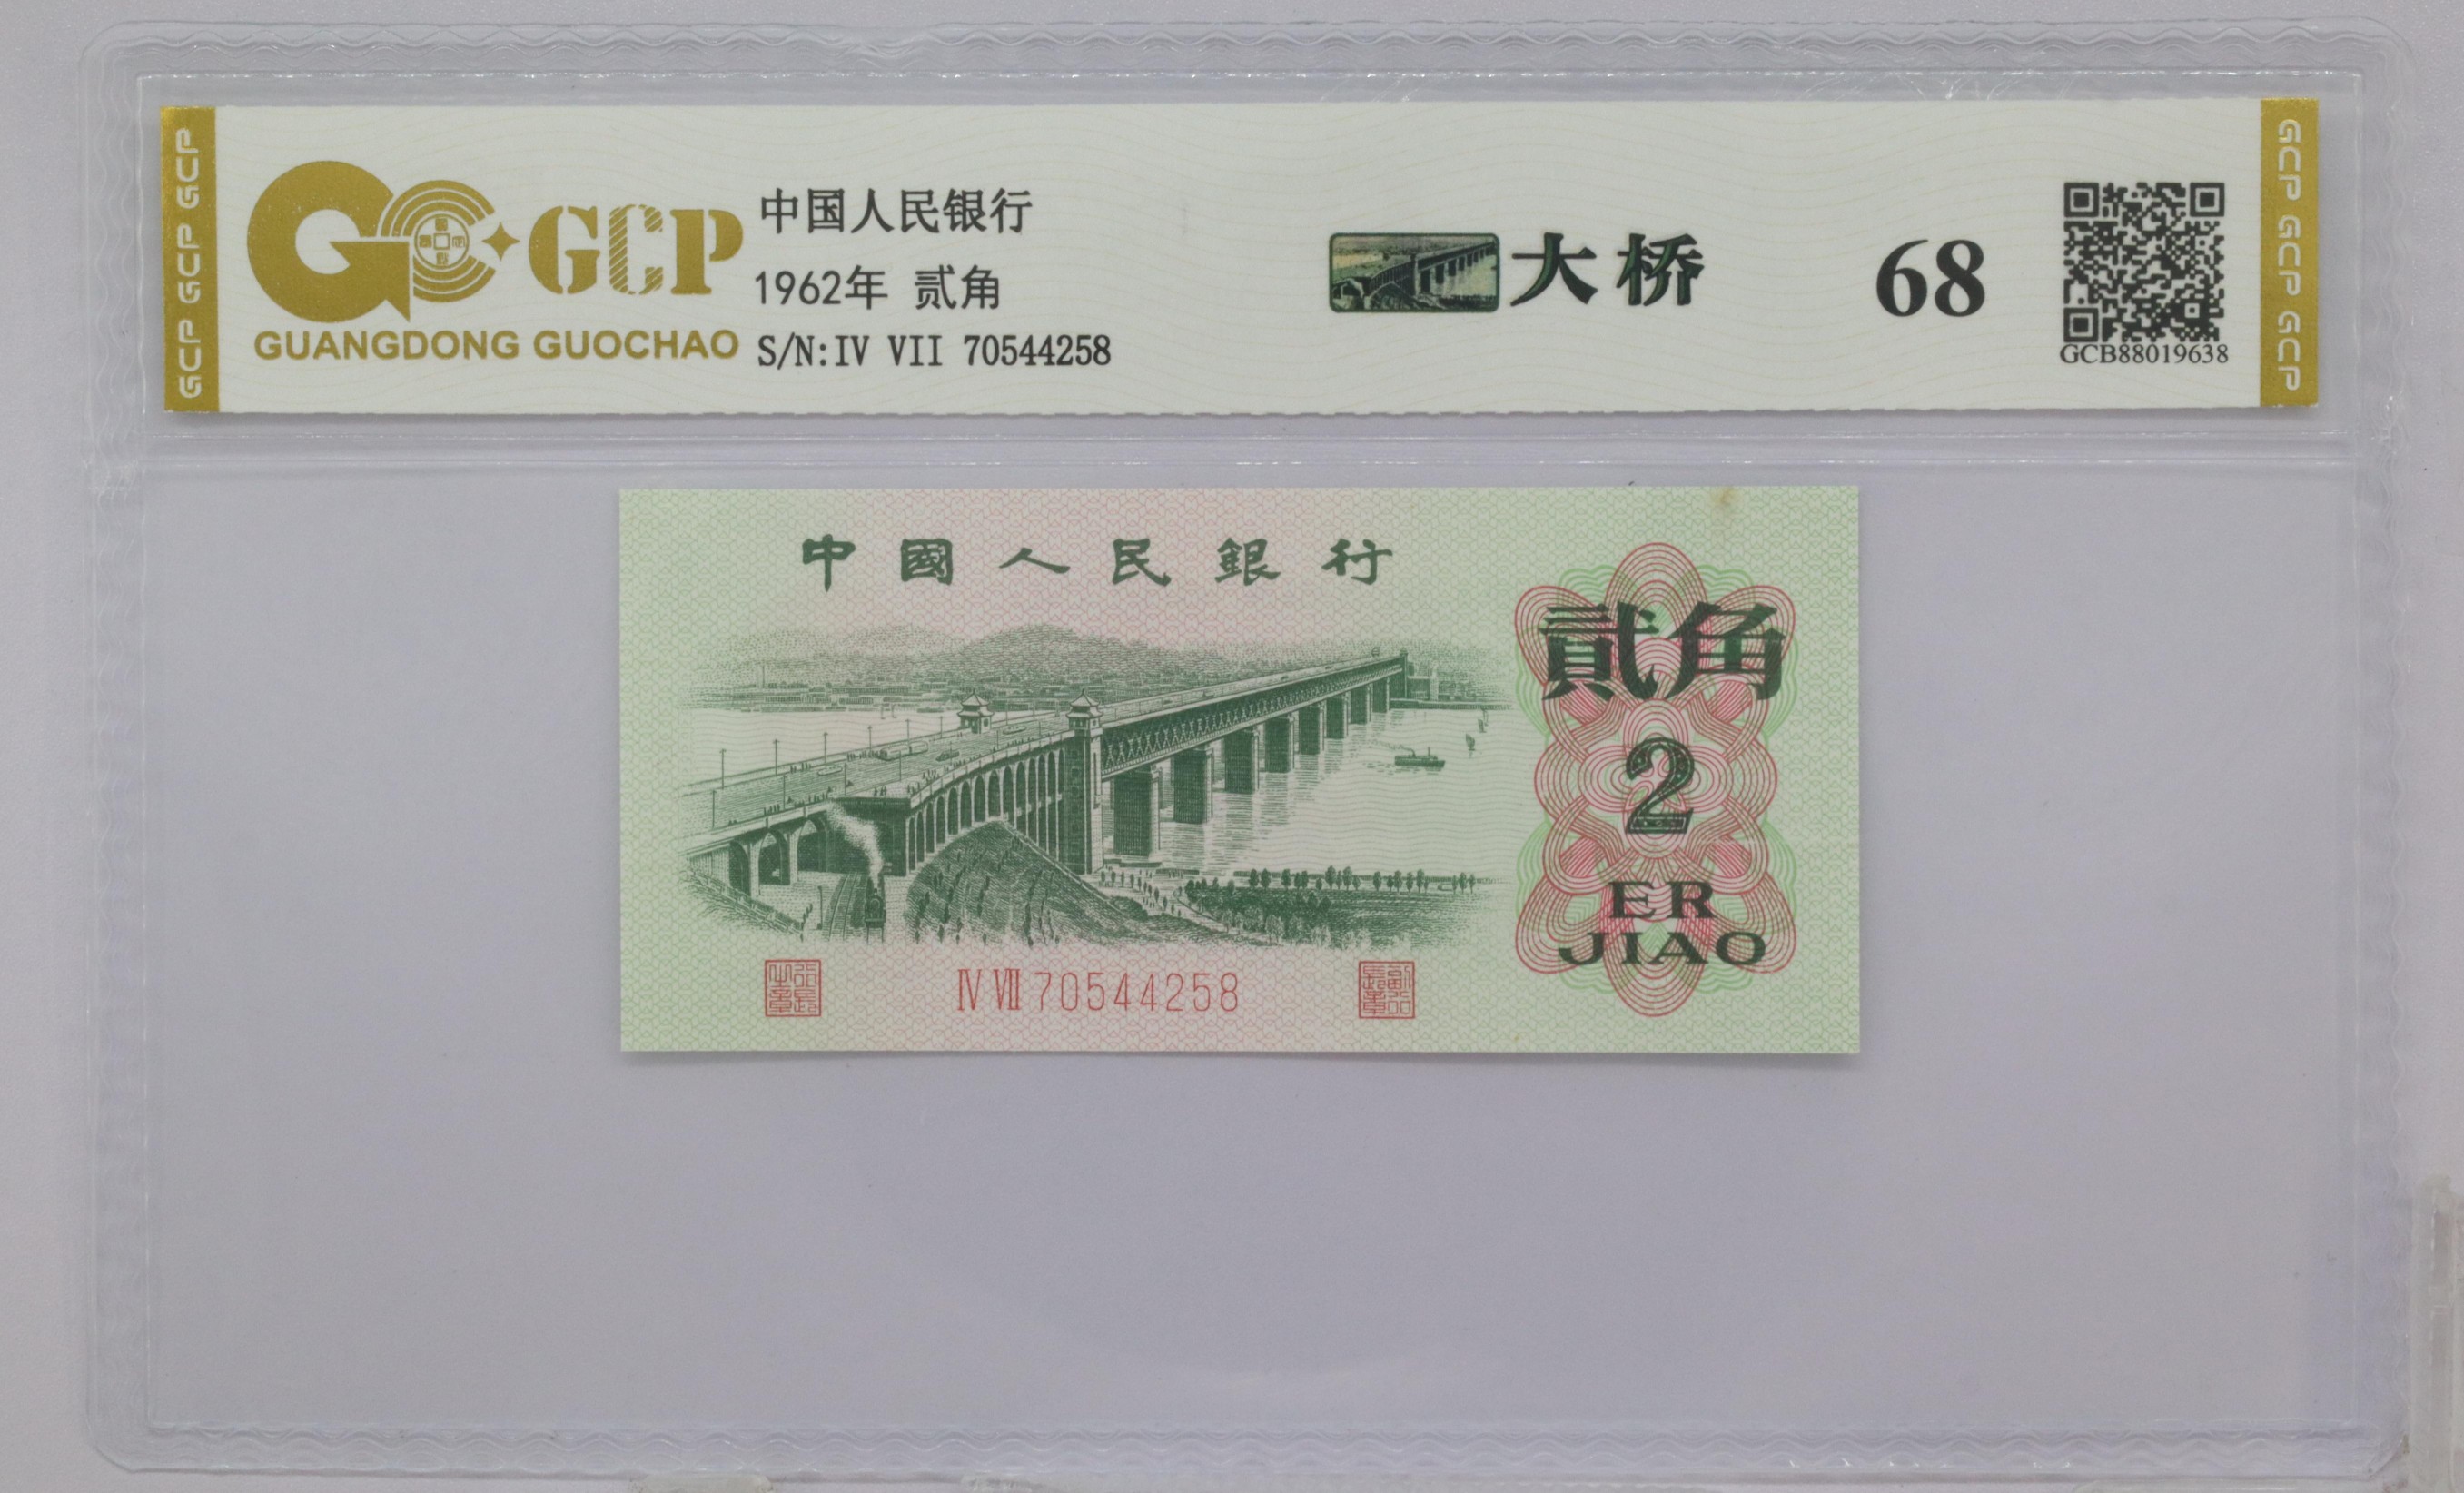 GCP GCP GCP
GCP
GUANGDONG GUOCHAO
中国人民银行
1962年 贰角
S/N:IV VII 70544258
大桥
68
GCB88019638
GCP GCP GCP
中國人民銀行
貳角
2
ER
JIAO
IV VII 70544258